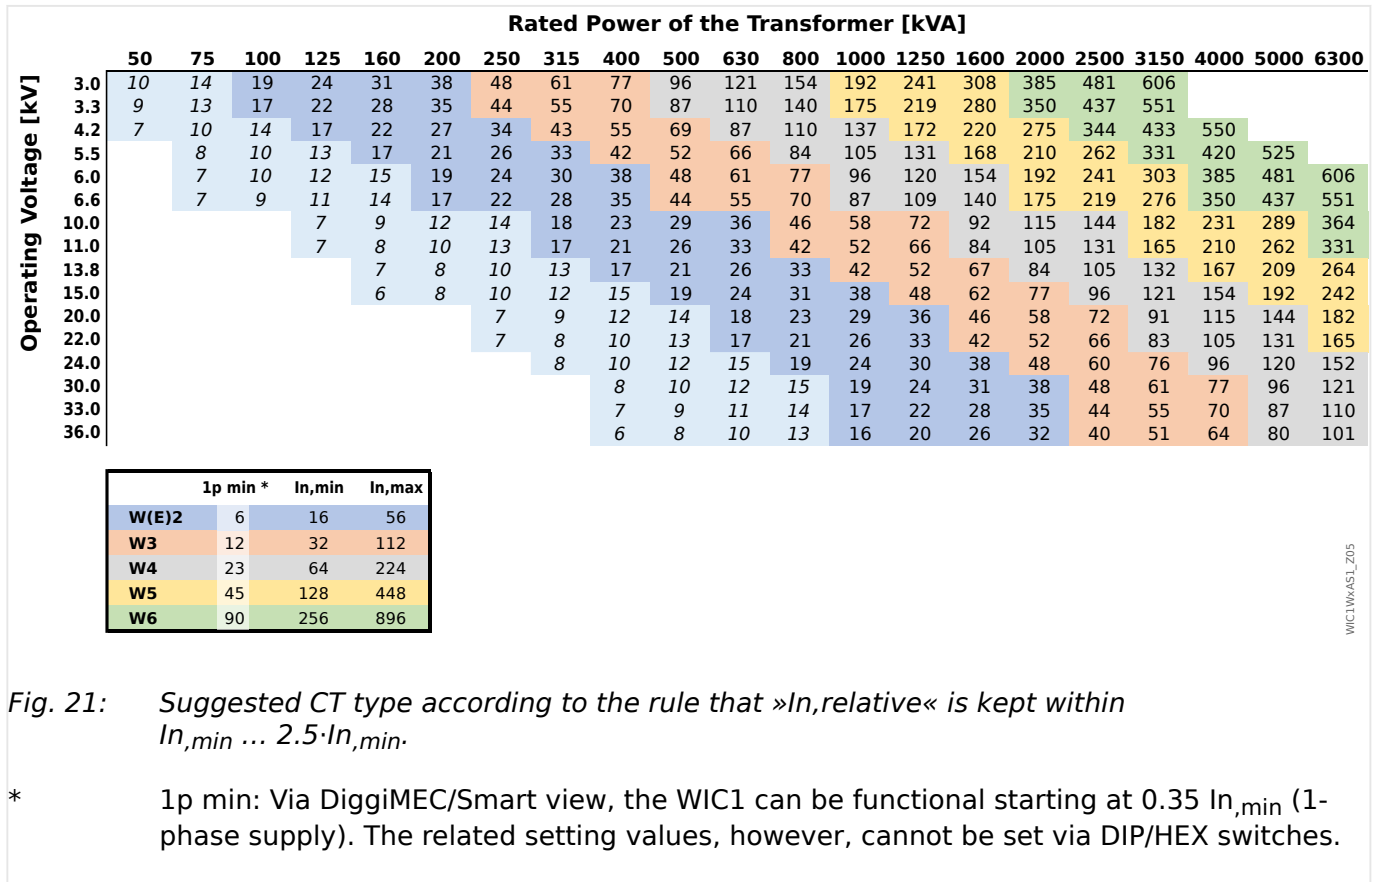 Rated Power of the Transformer [kVA]
50 75 100 125 160 200 250 315 400 500 630 800 1000 1250 1600 2000 2500 3150 4000 5000 6300
Operating Voltage [kV]
3.0 10 14 19 24 31 38 48 61 77 96 121 154 192 241 308 385 481 606
3.3 9 13 17 22 28 35 44 55 70 87 110 140 175 219 280 350 437 551
4.2 7 10 14 17 22 27 34 43 55 69 87 110 137 172 220 275 344 433 550
5.5 8 10 13 17 21 26 33 42 52 66 84 105 131 168 210 262 331 420 525
6.0 7 10 12 15 19 24 30 38 48 61 77 96 120 154 192 241 303 385 481 606
6.6 7 9 11 14 17 22 28 35 44 55 70 87 109 140 175 219 276 350 437 551
10.0 7 9 12 14 18 23 29 36 46 58 72 92 115 144 182 231 289 364
11.0 7 8 10 13 17 21 26 33 42 52 66 84 105 131 165 210 262 331
13.8 7 8 10 13 17 21 26 33 42 52 67 84 105 132 167 209 264
15.0 6 8 10 12 15 19 24 31 38 48 62 77 96 121 154 192 242
20.0 7 9 12 14 18 23 29 36 46 58 72 91 115 144 182
22.0 7 8 10 13 17 21 26 33 42 52 66 83 105 131 165
24.0 8 10 12 15 19 24 30 38 48 60 76 96 120 152
30.0 8 10 12 15 19 24 31 38 48 61 77 96 121
33.0 7 9 11 14 17 22 28 35 44 55 70 87 110
36.0 6 8 10 13 16 20 26 32 40 51 64 80 101
1p min * In,min In,max
W(E)2 6 16 56
W3 12 32 112
W4 23 64 224
W5 45 128 448
W6 90 256 896
WIC1WxAS1_Z05
Fig. 21: Suggested CT type according to the rule that »In,relative« is kept within
In,min … 2.5·In,min.
* 1p min: Via DiggiMEC/Smart view, the WIC1 can be functional starting at 0.35 In,min (1-
phase supply). The related setting values, however, cannot be set via DIP/HEX switches.